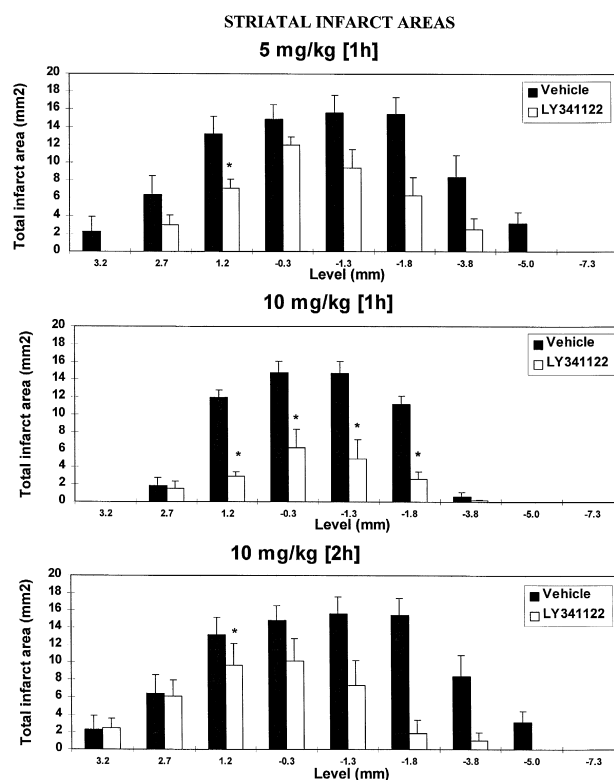 STRIATAL INFARCT AREAS
5 mg/kg [1h]
Total infarct area (mm2)
20
18
16
14
12
10
8
6
4
2
0
Vehicle
LY341122
*
3.2 2.7 1.2 -0.3 -1.3 -1.8 -3.8 -5.0 -7.3
Level (mm)
10 mg/kg [1h]
Total infarct area (mm2)
20
18
16
14
12
10
8
6
4
2
0
Vehicle
LY341122
* * * *
3.2 2.7 1.2 -0.3 -1.3 -1.8 -3.8 -5.0 -7.3
Level (mm)
10 mg/kg [2h]
Total infarct area (mm2)
20
18
16
14
12
10
8
6
4
2
0
Vehicle
LY341122
*
3.2 2.7 1.2 -0.3 -1.3 -1.8 -3.8 -5.0 -7.3
Level (mm)